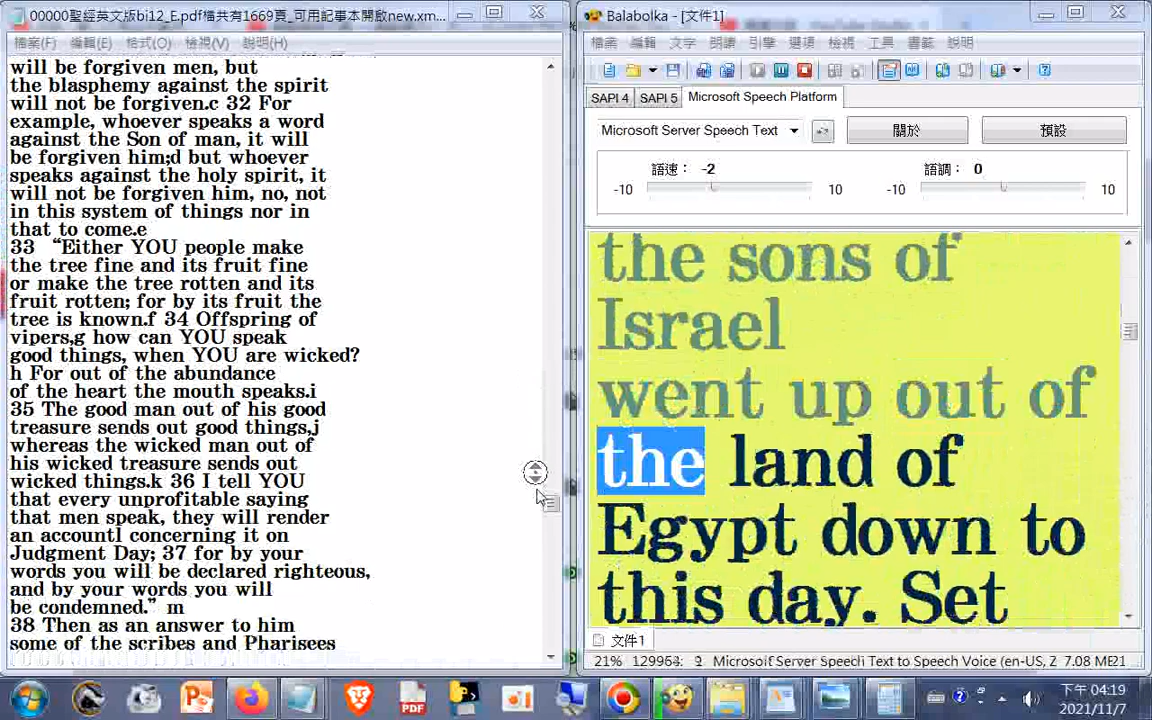 00000聖經英文版bi12_E.pdf檔共有1669頁_可用記事本開啟new.xm...
檔案(F) 編輯(E) 格式(O) 檢視(V) 說明(H)
will be forgiven men, but
the blasphemy against the spirit
will not be forgiven.c 32 For
example, whoever speaks a word
against the Son of man, it will
be forgiven him;d but whoever
speaks against the holy spirit, it
will not be forgiven him, no, not
in this system of things nor in
that to come.e
33 “Either YOU people make
the tree fine and its fruit fine
or make the tree rotten and its
fruit rotten; for by its fruit the
tree is known.f 34 Offspring of
vipers,g how can YOU speak
good things, when YOU are wicked?
h For out of the abundance
of the heart the mouth speaks.i
35 The good man out of his good
treasure sends out good things,j
whereas the wicked man out of
his wicked treasure sends out
wicked things.k 36 I tell YOU
that every unprofitable saying
that men speak, they will render
an accountl concerning it on
Judgment Day; 37 for by your
words you will be declared righteous,
and by your words you will
be condemned.” m
38 Then as an answer to him
some of the scribes and Pharisees
Balabolka - [文件1]
檔案 編輯 文字 朗讀 引擎 選項 檢視 工具 書籤 說明
SAPI 4 SAPI 5 Microsoft Speech Platform
Microsoft Server Speech Text 關於 預設
語速： -2 語調： 0
-10 10 -10 10
the sons of
Israel
went up out of
the land of
Egypt down to
this day. Set
文件1
21% Microsoft Server Speech Text to Speech Voice (en-US, Z 7.08 ME21
PDF
下午 04:19
2021/11/7